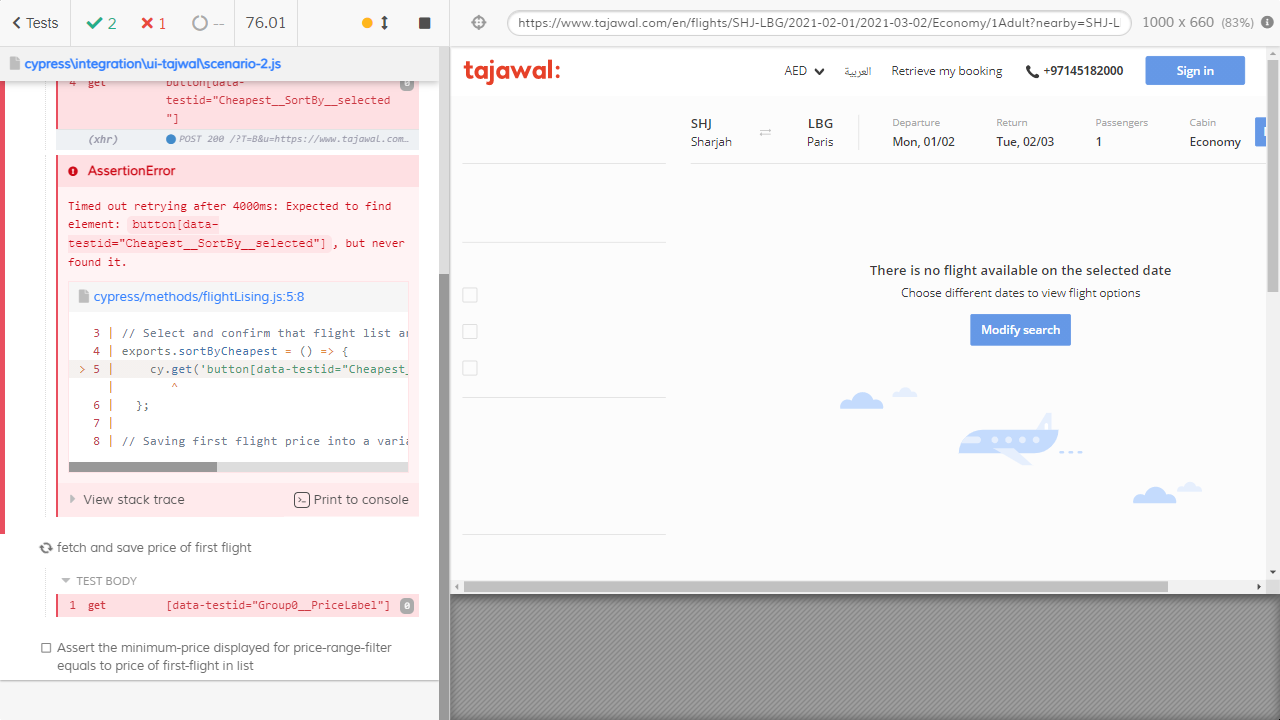 Tests
2
1
--
76.01
https://www.tajawal.com/en/flights/SHJ-LBG/2021-02-01/2021-03-02/Economy/1Adult?nearby=SHJ-L
1000 x 660 (83%)
cypress\integration\ui-tajwal\scenario-2.js
4 get button[data-
testid="Cheapest__SortBy__selected
"]
0
(xhr) POST 200 /?T=B&u=https://www.tajawal.com…
AssertionError
Timed out retrying after 4000ms: Expected to find
element: button[data-
testid="Cheapest__SortBy__selected"], but never
found it.
cypress/methods/flightLising.js:5:8
3 | // Select and confirm that flight list ar
4 | exports.sortByCheapest = () => {
> 5 | cy.get('button[data-testid="Cheapest_
| ^
6 | };
7 |
8 | // Saving first flight price into a varia
View stack trace
Print to console
fetch and save price of first flight
TEST BODY
1 get [data-testid="Group0__PriceLabel"] 0
Assert the minimum-price displayed for price-range-filter
equals to price of first-flight in list
tajawal:
AED
العربية
Retrieve my booking
+97145182000
Sign in
SHJ
Sharjah
LBG
Paris
Departure
Mon, 01/02
Return
Tue, 02/03
Passengers
1
Cabin
Economy
There is no flight available on the selected date
Choose different dates to view flight options
Modify search